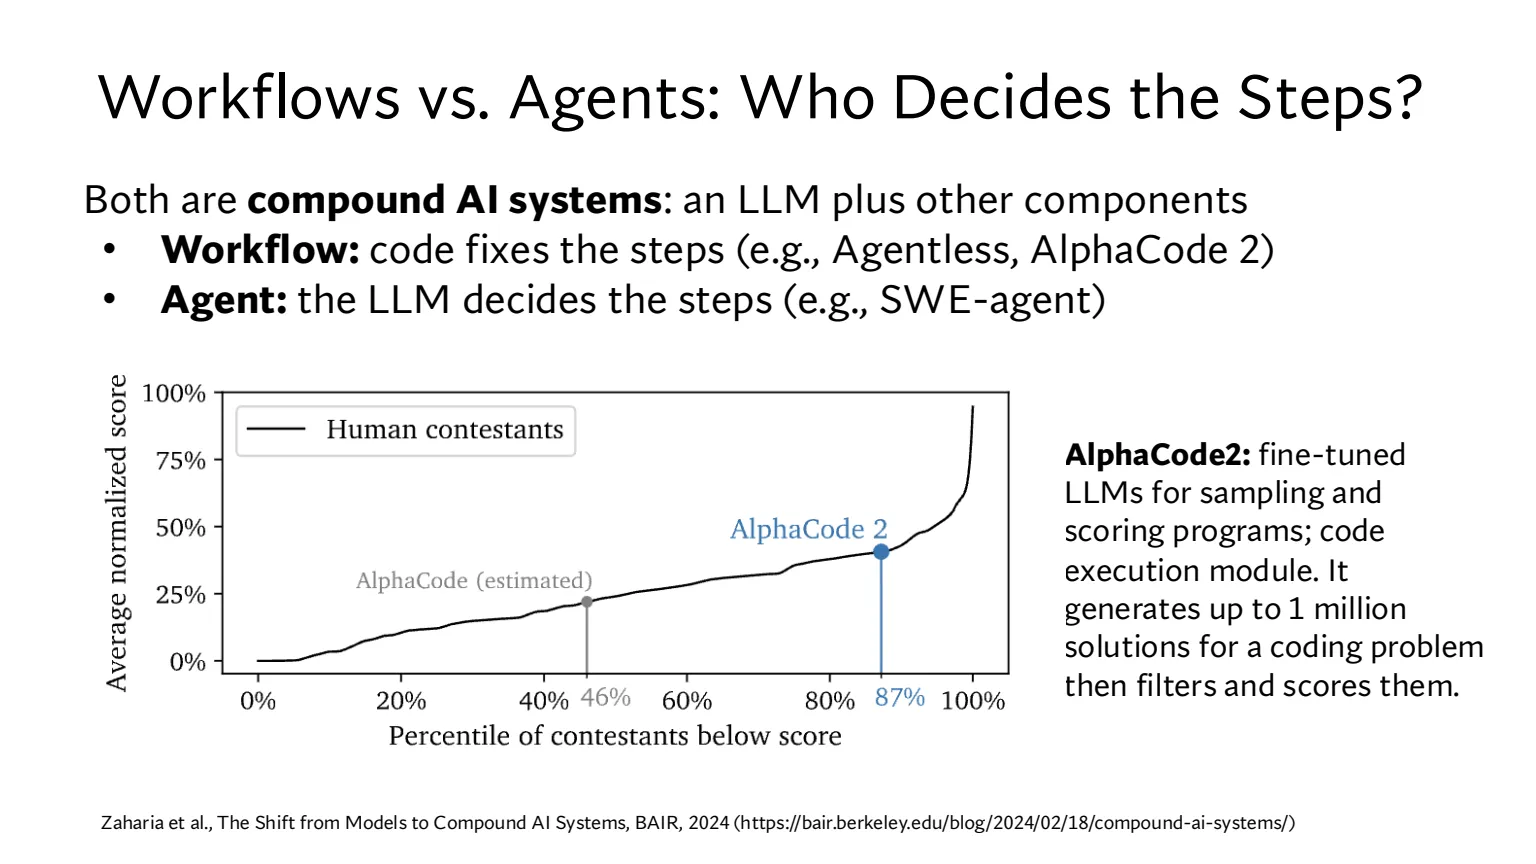 Workflows vs. Agents: Who Decides the Steps?
Both are compound AI systems: an LLM plus other components
• Workflow: code fixes the steps (e.g., Agentless, AlphaCode 2)
• Agent: the LLM decides the steps (e.g., SWE-agent)
Average normalized score
100%
75%
50%
25%
0%
Human contestants
AlphaCode 2
AlphaCode (estimated)
0%
20%
40%
46%
60%
80%
87%
100%
Percentile of contestants below score
AlphaCode2: fine-tuned
LLMs for sampling and
scoring programs; code
execution module. It
generates up to 1 million
solutions for a coding problem
then filters and scores them.
Zaharia et al., The Shift from Models to Compound AI Systems, BAIR, 2024 (https://bair.berkeley.edu/blog/2024/02/18/compound-ai-systems/)